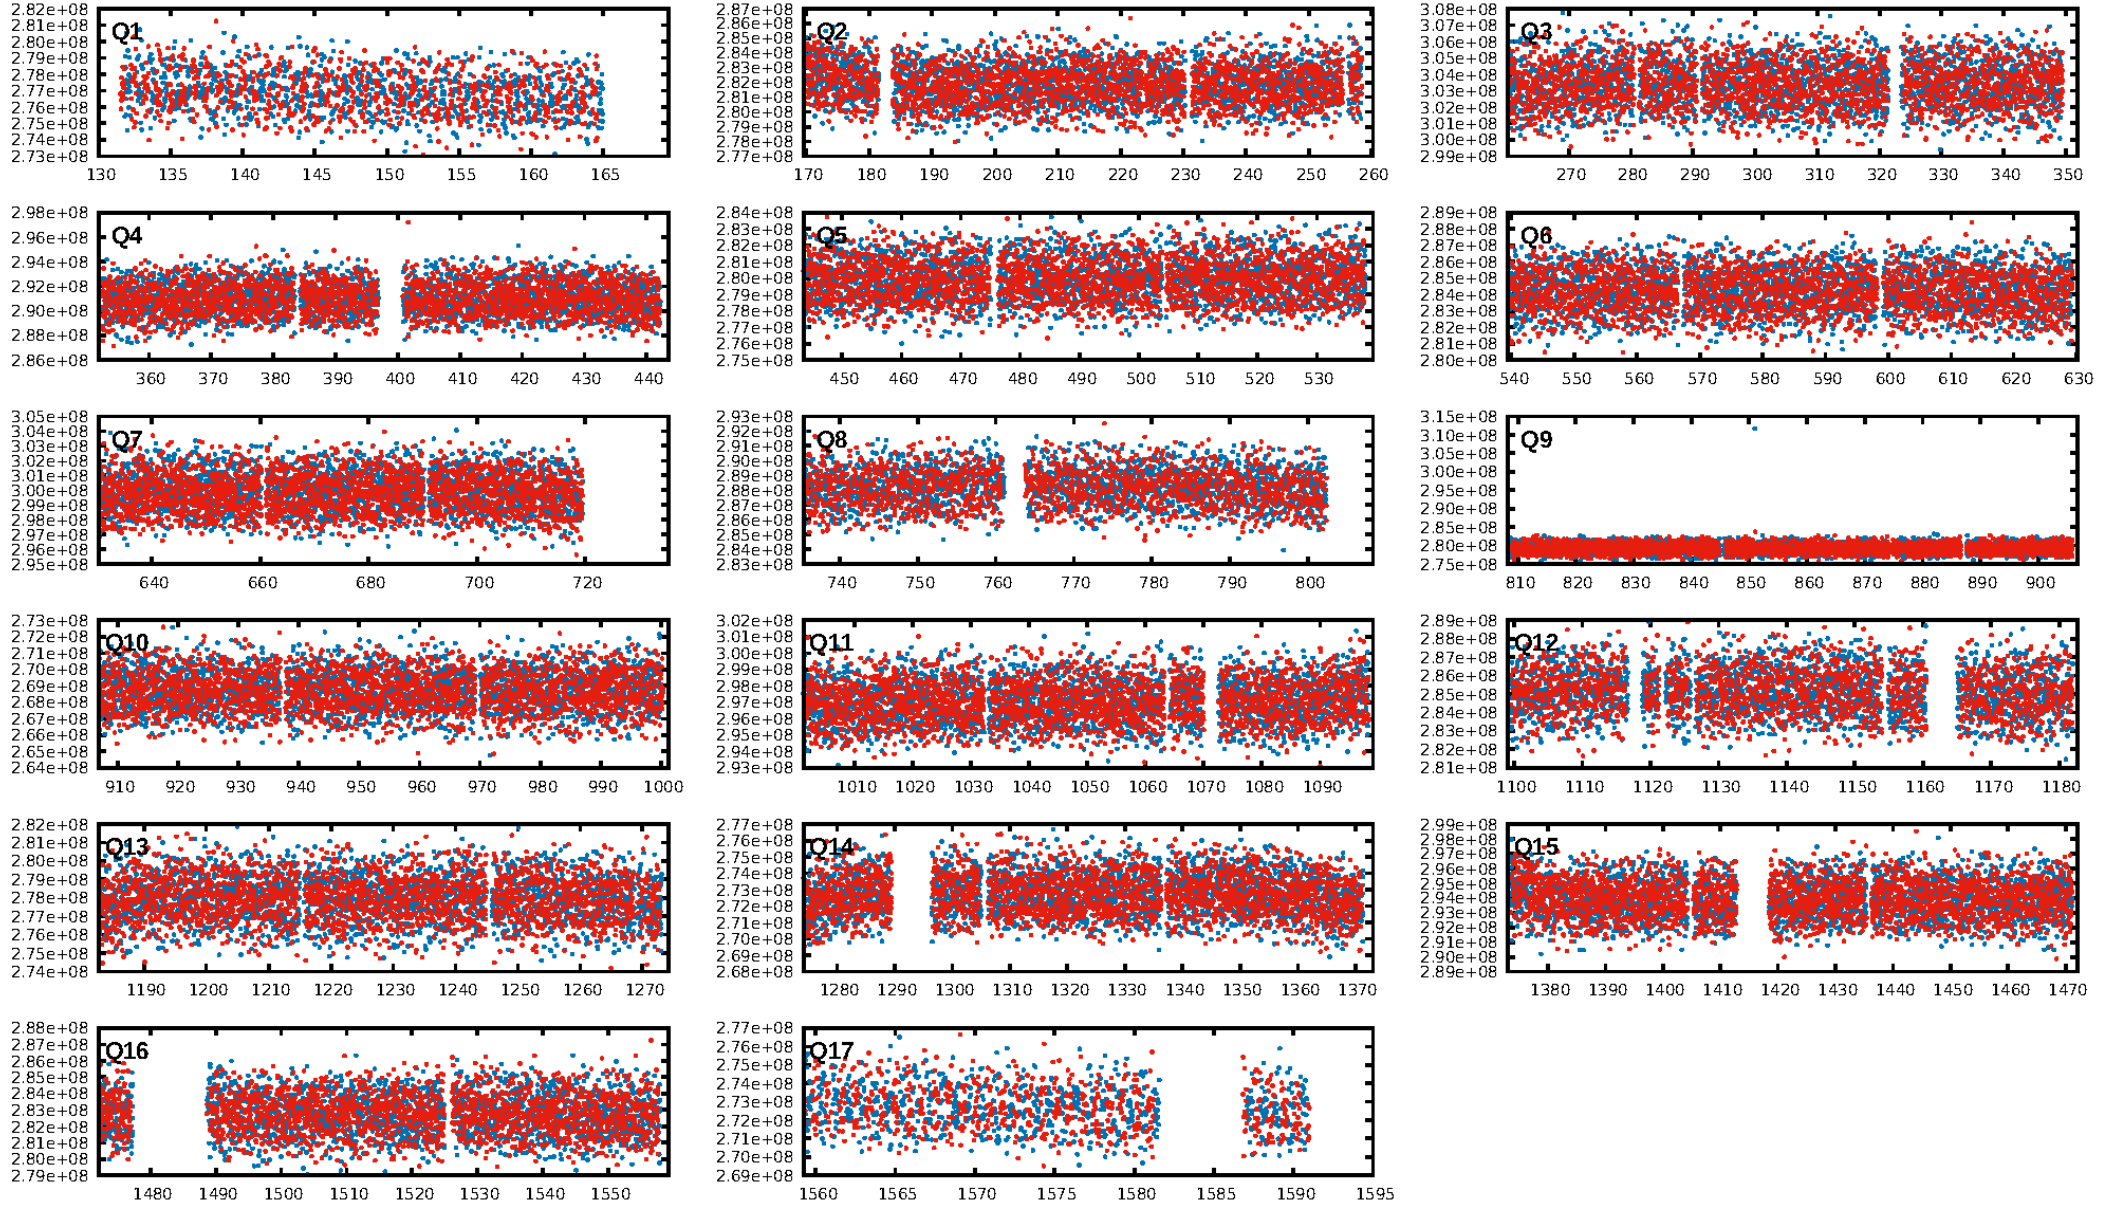 2.82e+08
2.81e+08
2.80e+08
2.79e+08
2.78e+08
2.77e+08
2.76e+08
2.75e+08
2.74e+08
2.73e+08
Q1
130 135 140 145 150 155 160 165
2.87e+08
2.86e+08
2.85e+08
2.84e+08
2.83e+08
2.82e+08
2.81e+08
2.80e+08
2.79e+08
2.78e+08
2.77e+08
Q2
170 180 190 200 210 220 230 240 250 260
3.08e+08
3.07e+08
3.06e+08
3.05e+08
3.04e+08
3.03e+08
3.02e+08
3.01e+08
3.00e+08
2.99e+08
Q3
270 280 290 300 310 320 330 340 350
2.98e+08
2.96e+08
2.94e+08
2.92e+08
2.90e+08
2.88e+08
2.86e+08
Q4
360 370 380 390 400 410 420 430 440
2.84e+08
2.83e+08
2.82e+08
2.81e+08
2.80e+08
2.79e+08
2.78e+08
2.77e+08
2.76e+08
2.75e+08
Q5
450 460 470 480 490 500 510 520 530
2.89e+08
2.88e+08
2.87e+08
2.86e+08
2.85e+08
2.84e+08
2.83e+08
2.82e+08
2.81e+08
2.80e+08
Q6
540 550 560 570 580 590 600 610 620 630
3.05e+08
3.04e+08
3.03e+08
3.02e+08
3.01e+08
3.00e+08
2.99e+08
2.98e+08
2.97e+08
2.96e+08
2.95e+08
Q7
640 660 680 700 720
2.93e+08
2.92e+08
2.91e+08
2.90e+08
2.89e+08
2.88e+08
2.87e+08
2.86e+08
2.85e+08
2.84e+08
2.83e+08
Q8
740 750 760 770 780 790 800
3.15e+08
3.10e+08
3.05e+08
3.00e+08
2.95e+08
2.90e+08
2.85e+08
2.80e+08
2.75e+08
Q9
810 820 830 840 850 860 870 880 890 900
2.73e+08
2.72e+08
2.71e+08
2.70e+08
2.69e+08
2.68e+08
2.67e+08
2.66e+08
2.65e+08
2.64e+08
Q10
910 920 930 940 950 960 970 980 990 1000
3.02e+08
3.01e+08
3.00e+08
2.99e+08
2.98e+08
2.97e+08
2.96e+08
2.95e+08
2.94e+08
2.93e+08
Q11
1010 1020 1030 1040 1050 1060 1070 1080 1090
2.89e+08
2.88e+08
2.87e+08
2.86e+08
2.85e+08
2.84e+08
2.83e+08
2.82e+08
2.81e+08
Q12
1100 1110 1120 1130 1140 1150 1160 1170 1180
2.82e+08
2.81e+08
2.80e+08
2.79e+08
2.78e+08
2.77e+08
2.76e+08
2.75e+08
2.74e+08
Q13
1190 1200 1210 1220 1230 1240 1250 1260 1270
2.77e+08
2.76e+08
2.75e+08
2.74e+08
2.73e+08
2.72e+08
2.71e+08
2.70e+08
2.69e+08
2.68e+08
Q14
1280 1290 1300 1310 1320 1330 1340 1350 1360 1370
2.99e+08
2.98e+08
2.97e+08
2.96e+08
2.95e+08
2.94e+08
2.93e+08
2.92e+08
2.91e+08
2.90e+08
2.89e+08
Q15
1380 1390 1400 1410 1420 1430 1440 1450 1460 1470
2.88e+08
2.87e+08
2.86e+08
2.85e+08
2.84e+08
2.83e+08
2.82e+08
2.81e+08
2.80e+08
2.79e+08
Q16
1480 1490 1500 1510 1520 1530 1540 1550
2.77e+08
2.76e+08
2.75e+08
2.74e+08
2.73e+08
2.72e+08
2.71e+08
2.70e+08
2.69e+08
Q17
1560 1565 1570 1575 1580 1585 1590 1595